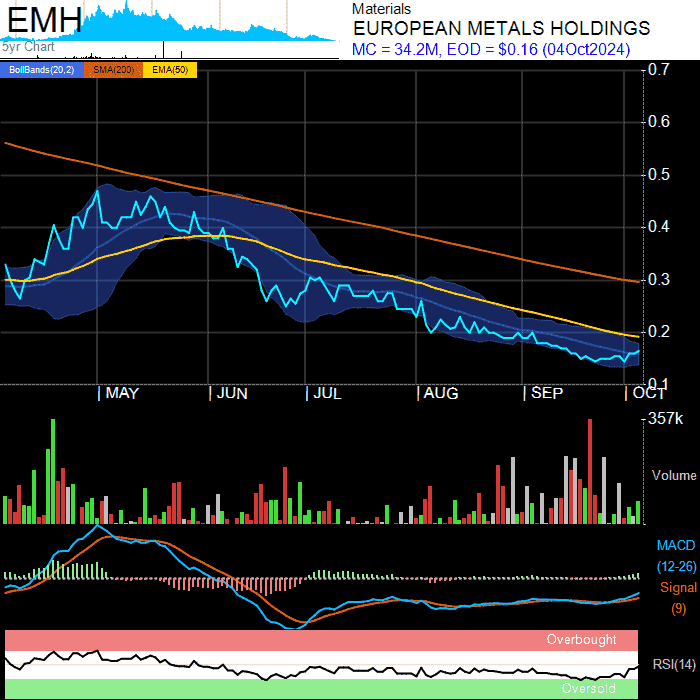 EMH
5yr Chart
Materials
EUROPEAN METALS HOLDINGS
MC = 34.2M, EOD = $0.16 (04Oct2024)
BollBands(20,2) SMA(200) EMA(50)
0.7
0.6
0.5
0.4
0.3
0.2
0.1
MAY JUN JUL AUG SEP OCT
357k
Volume
MACD
(12-26)
Signal
(9)
Overbought
RSI(14)
Oversold